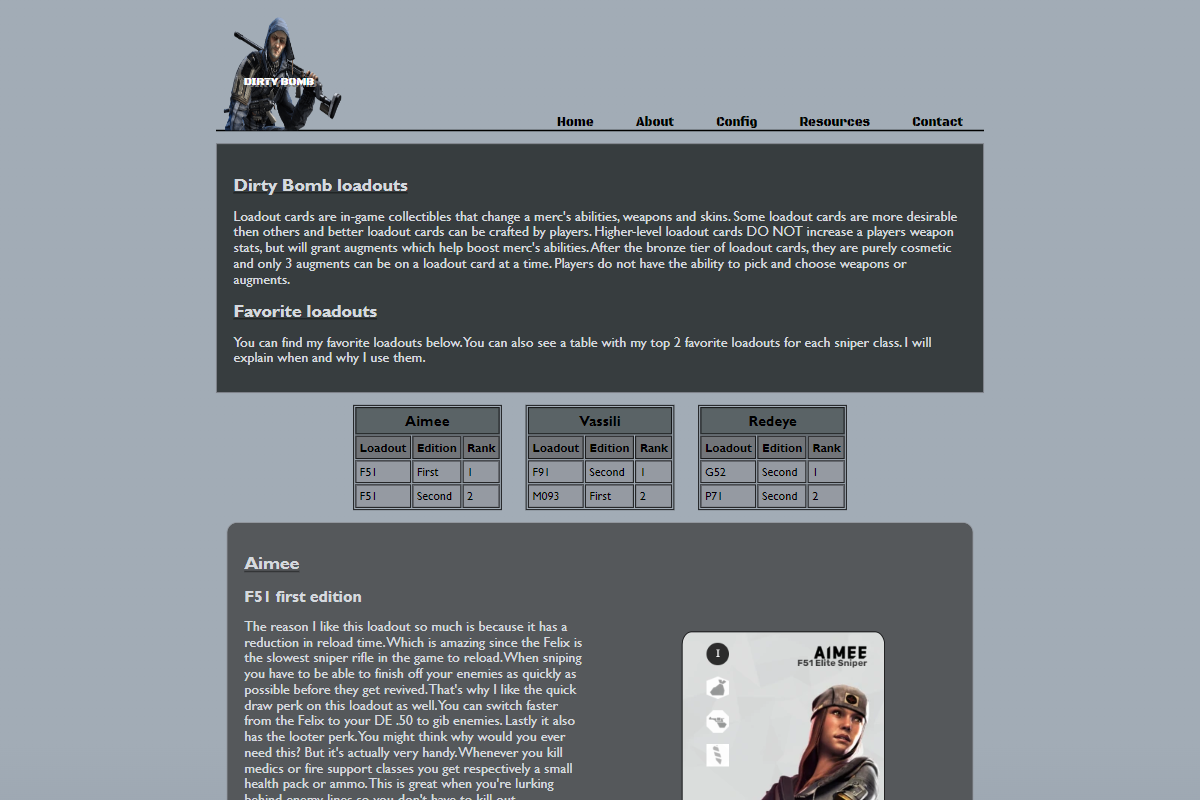 DIRTY BOMB
Home About Config Resources Contact
Dirty Bomb loadouts
Loadout cards are in-game collectibles that change a merc's abilities, weapons and skins. Some loadout cards are more desirable
then others and better loadout cards can be crafted by players. Higher-level loadout cards DO NOT increase a players weapon
stats, but will grant augments which help boost merc's abilities. After the bronze tier of loadout cards, they are purely cosmetic
and only 3 augments can be on a loadout card at a time. Players do not have the ability to pick and choose weapons or
augments.
Favorite loadouts
You can find my favorite loadouts below. You can also see a table with my top 2 favorite loadouts for each sniper class. I will
explain when and why I use them.
Aimee
Loadout Edition Rank
F51 First 1
F51 Second 2
Vassili
Loadout Edition Rank
F91 Second 1
M093 First 2
Redeye
Loadout Edition Rank
G52 Second 1
P71 Second 2
Aimee
F51 first edition
The reason I like this loadout so much is because it has a
reduction in reload time. Which is amazing since the Felix is
the slowest sniper rifle in the game to reload. When sniping
you have to be able to finish off your enemies as quickly as
possible before they get revived. That's why I like the quick
draw perk on this loadout as well. You can switch faster
from the Felix to your DE .50 to gib enemies. Lastly it also
has the looter perk. You might think why would you ever
need this? But it's actually very handy. Whenever you kill
medics or fire support classes you get respectively a small
health pack or ammo. This is great when you're lurking
behind enemy lines so you don't have to kill out
I
AIMEE
F51 Elite Sniper